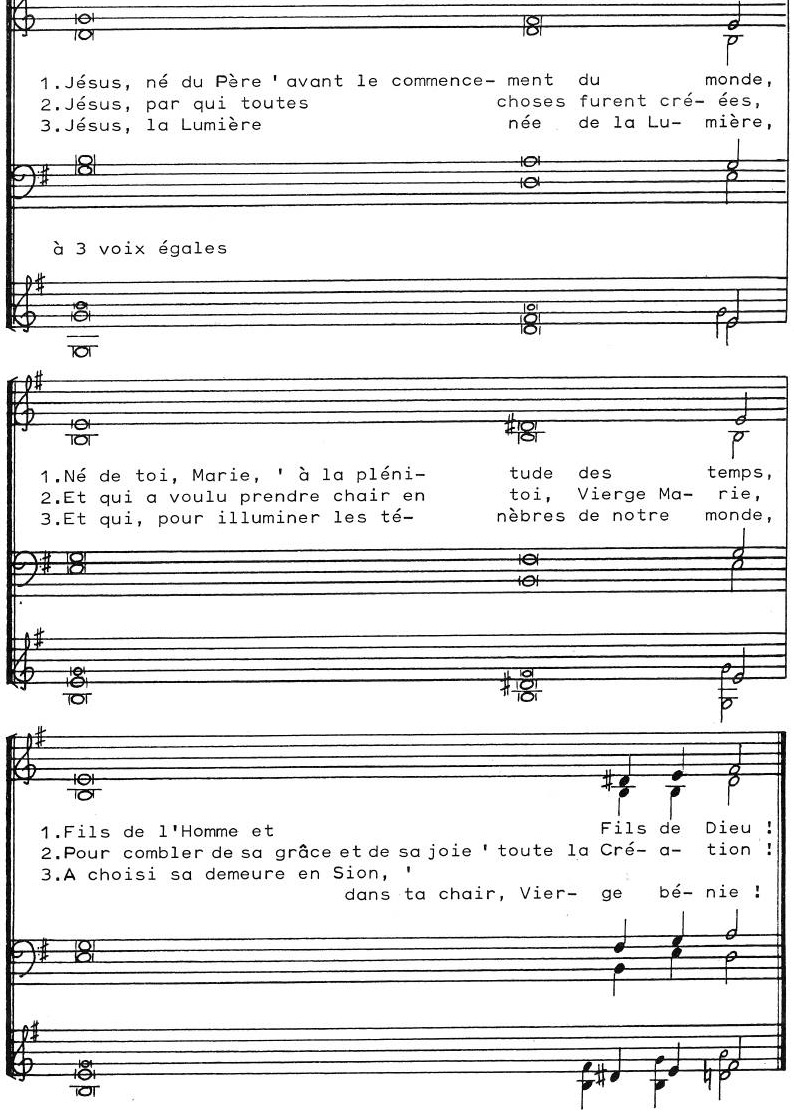 1.Jésus, né du Père ' avant le commence- ment du monde,
2.Jésus, par qui toutes choses furent cré- ées,
3.Jésus, la Lumière née de la Lu- mière,
à 3 voix égales
1.Né de toi, Marie, ' à la pléni- tude des temps,
2.Et qui a voulu prendre chair en toi, Vierge Ma- rie,
3.Et qui, pour illuminer les té- nèbres de notre monde,
1.Fils de l'Homme et Fils de Dieu !
2.Pour combler de sa grâce et de sa joie ' toute la Cré- a- tion !
3.A choisi sa demeure en Sion, '
dans ta chair, Vier- ge bé- nie !